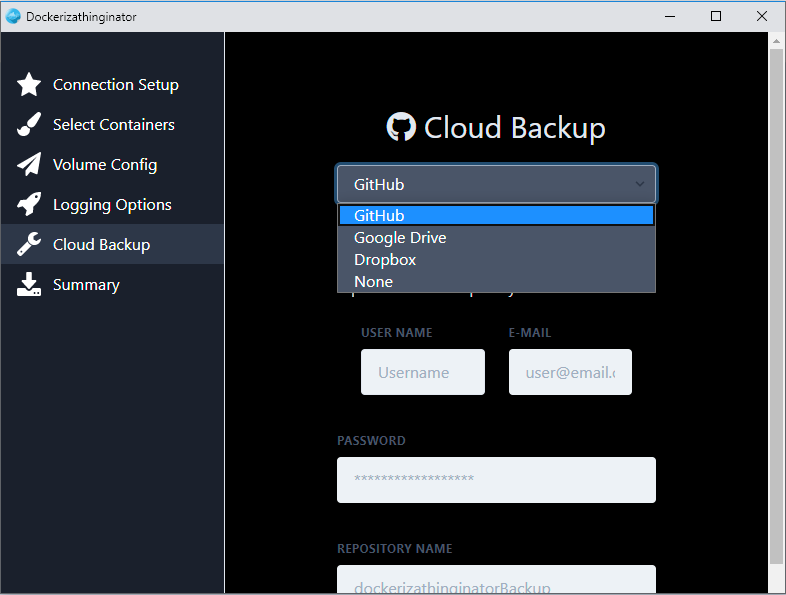 Dockerizathinginator
Connection Setup
Select Containers
Volume Config
Logging Options
Cloud Backup
Summary
Cloud Backup
GitHub
GitHub
Google Drive
Dropbox
None
USER NAME
E-MAIL
Username
user@email.c
PASSWORD
******************
REPOSITORY NAME
dockerizathinginatorBackup